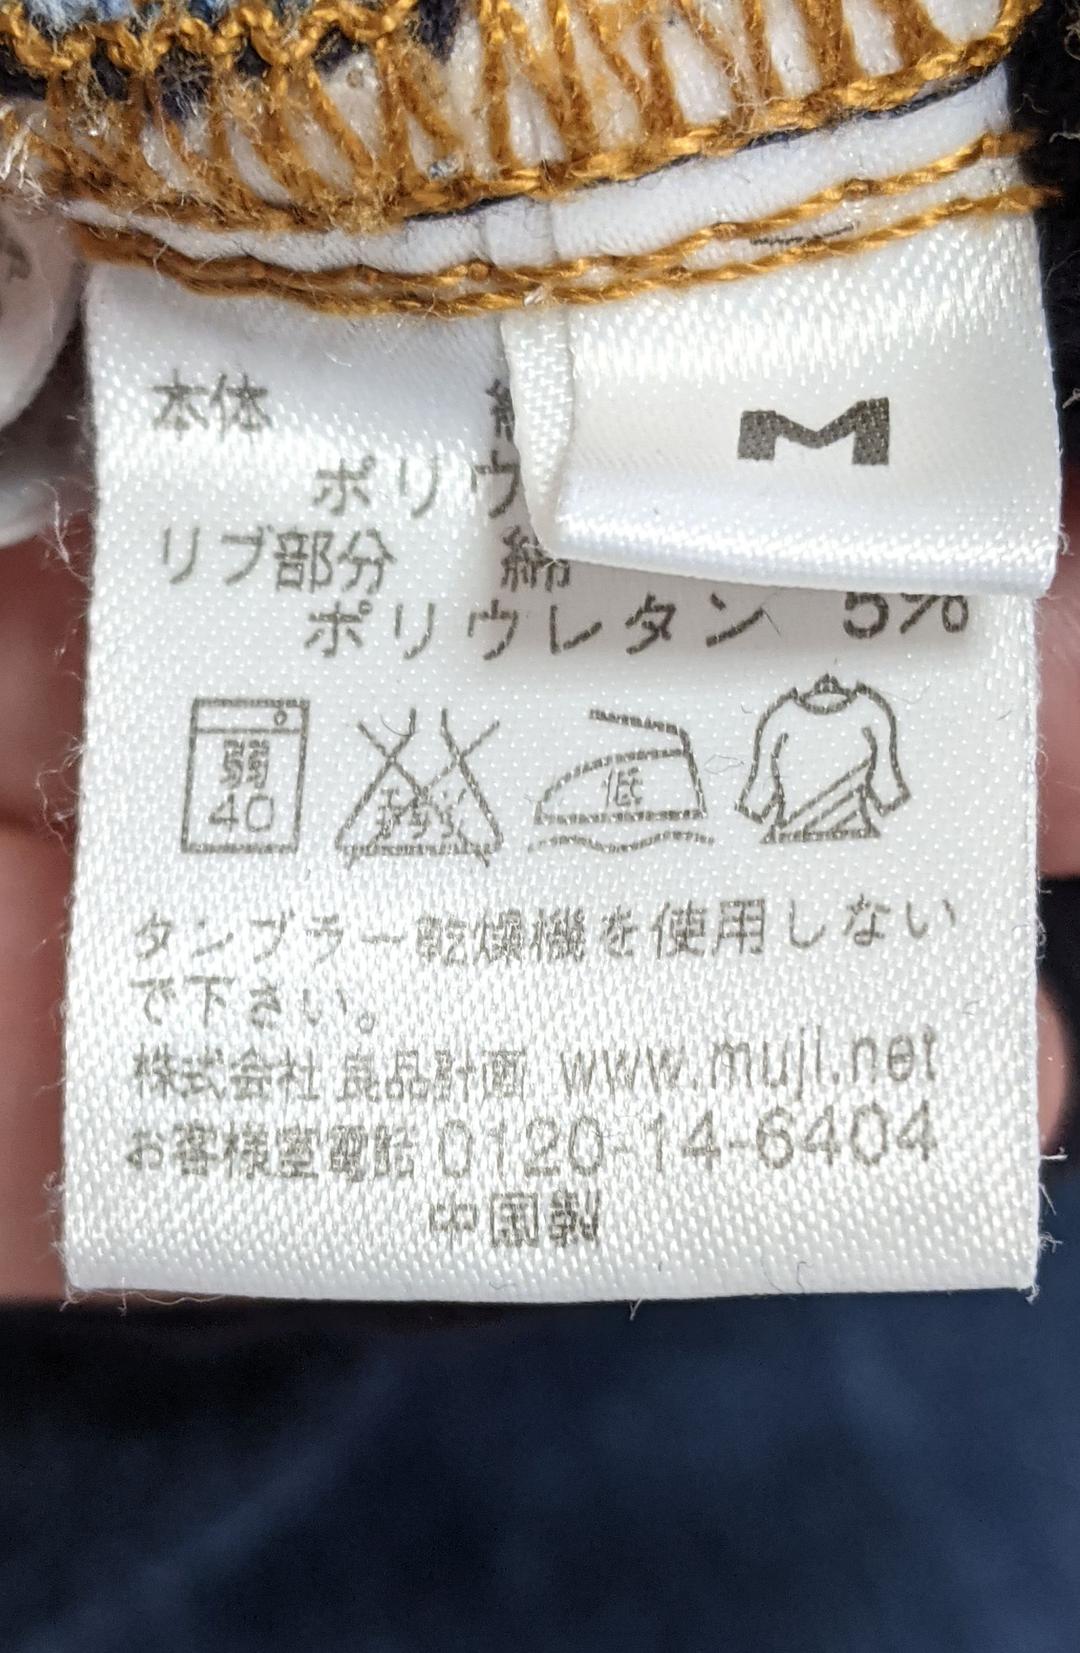 M
本体
ポリウ
リブ部分 綿
ポリウレタン 5%
弱
40
低
タンブラー乾燥機を使用しない
で下さい。
株式会社 良品計画 www.muji.net
お客様室電話 0120-14-6404
中国製